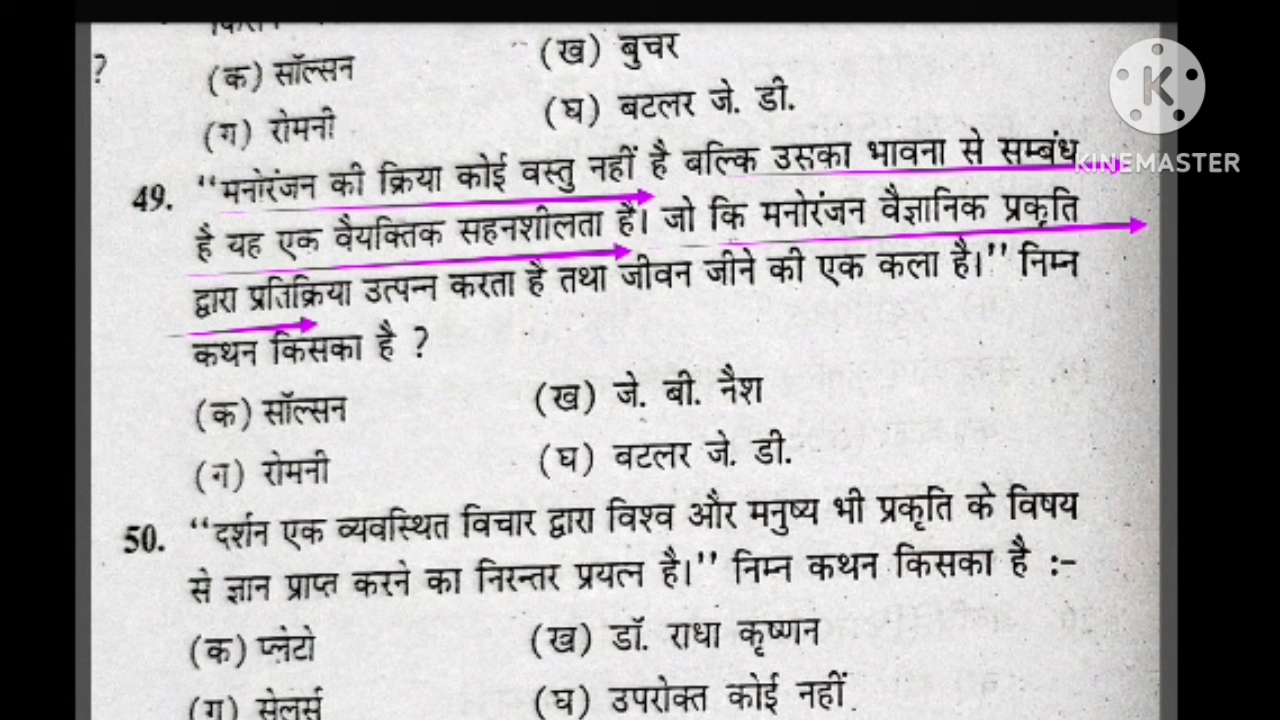 ?
(क) सॉल्सन (ख) बुचर
(ग) रोमनी (घ) बटलर जे. डी.
K
KINEMASTER
49. “मनोरंजन की क्रिया कोई वस्तु नहीं है बल्कि उसका भावना से सम्बंध
है यह एक वैयक्तिक सहनशीलता है। जो कि मनोरंजन वैज्ञानिक प्रकृति
द्वारा प्रतिक्रिया उत्पन्न करता है तथा जीवन जीने की एक कला है।” निम्न
कथन किसका है ?
(क) सॉल्सन (ख) जे. बी. नैश
(ग) रोमनी (घ) वटलर जे. डी.
50. “दर्शन एक व्यवस्थित विचार द्वारा विश्व और मनुष्य भी प्रकृति के विषय
से ज्ञान प्राप्त करने का निरन्तर प्रयत्न है।” निम्न कथन किसका है :-
(क) प्लेटो (ख) डॉ. राधा कृष्णन
(ग) सेलर्स (घ) उपरोक्त कोई नहीं.